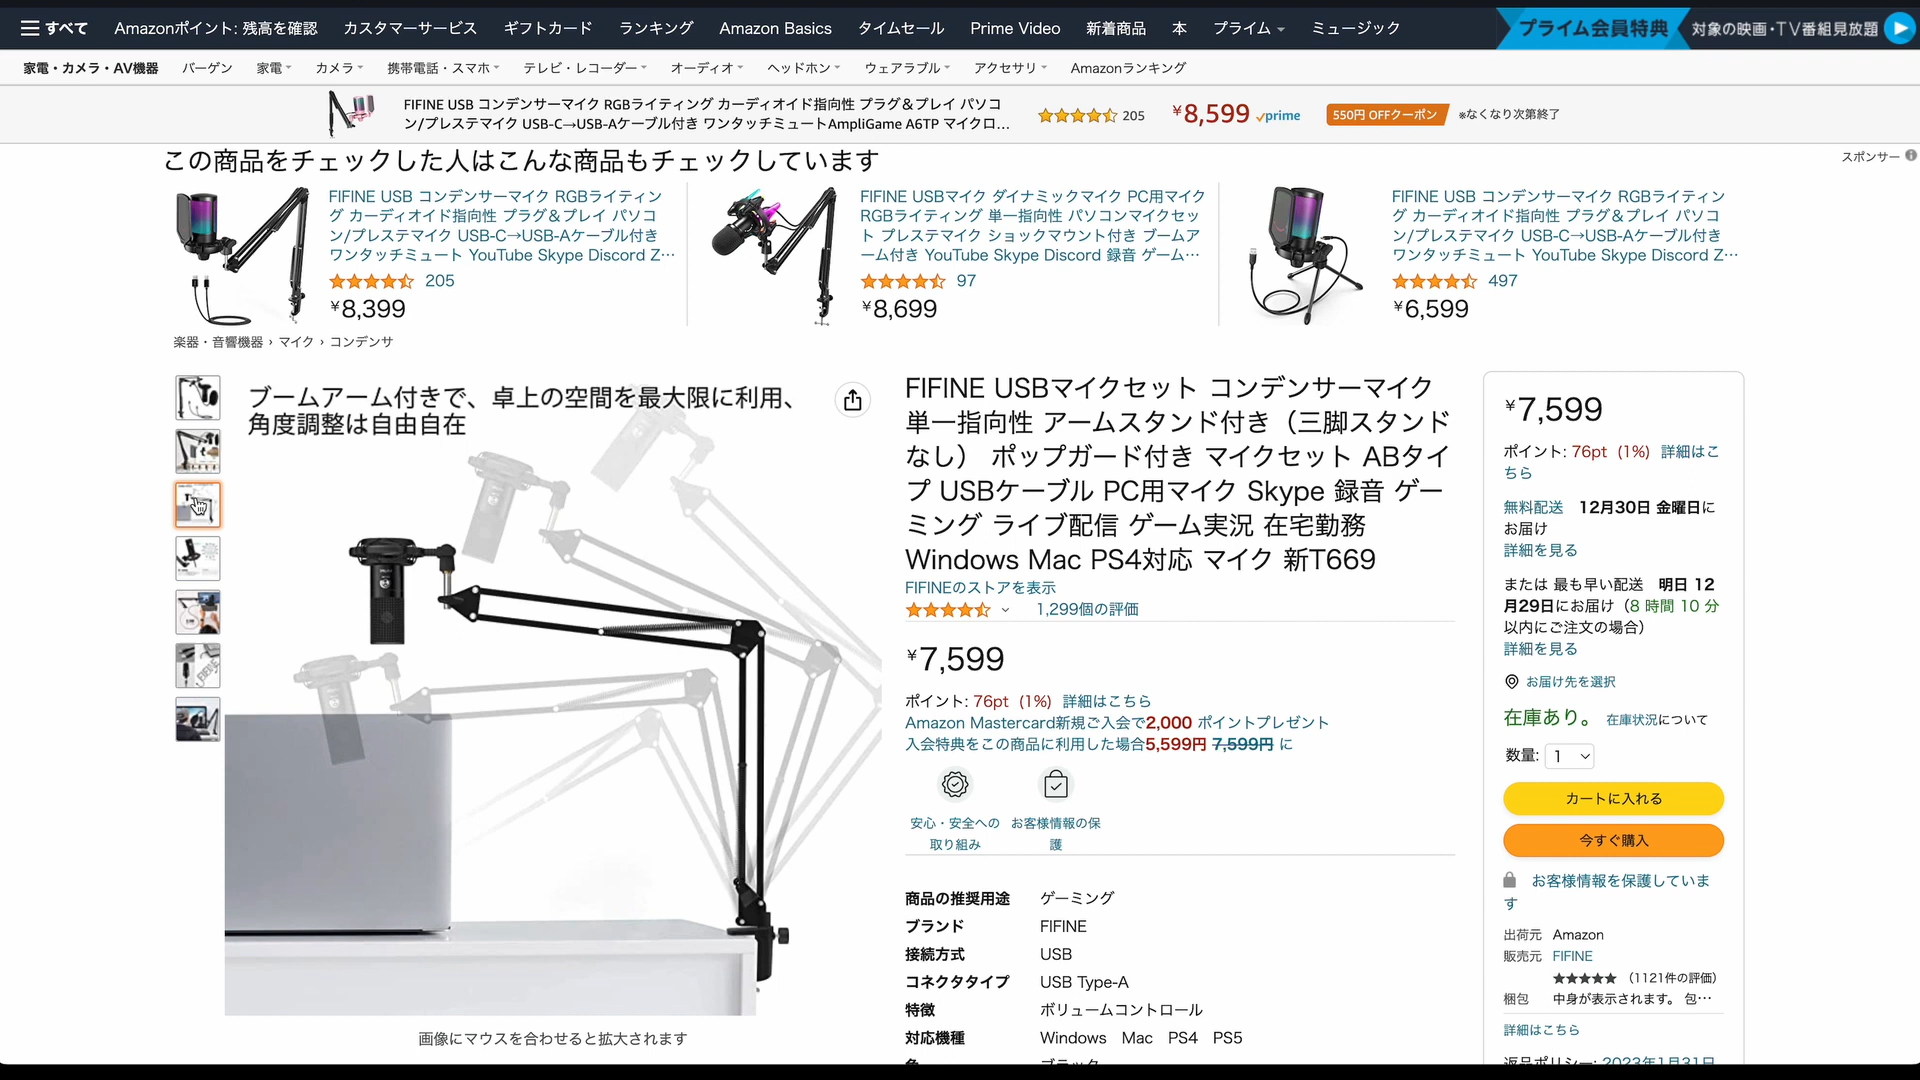 すべて Amazonポイント: 残高を確認 カスタマーサービス ギフトカード ランキング Amazon Basics タイムセール Prime Video 新着商品 本 プライム ミュージック プライム会員特典 対象の映画・TV番組見放題
家電・カメラ・AV機器 バーゲン 家電 カメラ 携帯電話・スマホ テレビ・レコーダー オーディオ ヘッドホン ウェアラブル アクセサリ Amazonランキング
FIFINE USB コンデンサーマイク RGBライティング カーディオイド指向性 プラグ&プレイ パソコ
ン/プレステマイク USB-C→USB-Aケーブル付き ワンタッチミュートAmpliGame A6TP マイクロ…
205 ¥8,599 prime 550円 OFFクーポン ※なくなり次第終了
この商品をチェックした人はこんな商品もチェックしています
スポンサー
FIFINE USB コンデンサーマイク RGBライティン
グ カーディオイド指向性 プラグ&プレイ パソコ
ン/プレステマイク USB-C→USB-Aケーブル付き
ワンタッチミュート YouTube Skype Discord Z…
205
¥8,399
FIFINE USBマイク ダイナミックマイク PC用マイク
RGBライティング 単一指向性 パソコンマイクセッ
ト プレステマイク ショックマウント付き ブームア
ーム付き YouTube Skype Discord 録音 ゲーム…
97
¥8,699
FIFINE USB コンデンサーマイク RGBライティン
グ カーディオイド指向性 プラグ&プレイ パソコ
ン/プレステマイク USB-C→USB-Aケーブル付き
ワンタッチミュート YouTube Skype Discord Z…
497
¥6,599
楽器・音響機器 › マイク › コンデンサ
ブームアーム付きで、卓上の空間を最大限に利用、
角度調整は自由自在
画像にマウスを合わせると拡大されます
FIFINE USBマイクセット コンデンサーマイク
単一指向性 アームスタンド付き（三脚スタンド
なし） ポップガード付き マイクセット ABタイ
プ USBケーブル PC用マイク Skype 録音 ゲー
ミング ライブ配信 ゲーム実況 在宅勤務
Windows Mac PS4対応 マイク 新T669
FIFINEのストアを表示
1,299個の評価
¥7,599
ポイント: 76pt (1%) 詳細はこちら
Amazon Mastercard新規ご入会で2,000 ポイントプレゼント
入会特典をこの商品に利用した場合5,599円 7,599円 に
安心・安全への
取り組み
お客様情報の保
護
商品の推奨用途 ゲーミング
ブランド FIFINE
接続方式 USB
コネクタタイプ USB Type-A
特徴 ボリュームコントロール
対応機種 Windows Mac PS4 PS5
色 ブラック
¥7,599
ポイント: 76pt (1%) 詳細はこ
ちら
無料配送 12月30日 金曜日に
お届け
詳細を見る
または 最も早い配送 明日 12
月29日にお届け（8 時間 10 分
以内にご注文の場合）
詳細を見る
お届け先を選択
在庫あり。 在庫状況について
数量: 1
カートに入れる
今すぐ購入
お客様情報を保護していま
す
出荷元 Amazon
販売元 FIFINE
★★★★★ （1121件の評価）
梱包 中身が表示されます。 包…
詳細はこちら
返品ポリシー: 2023年1月31日